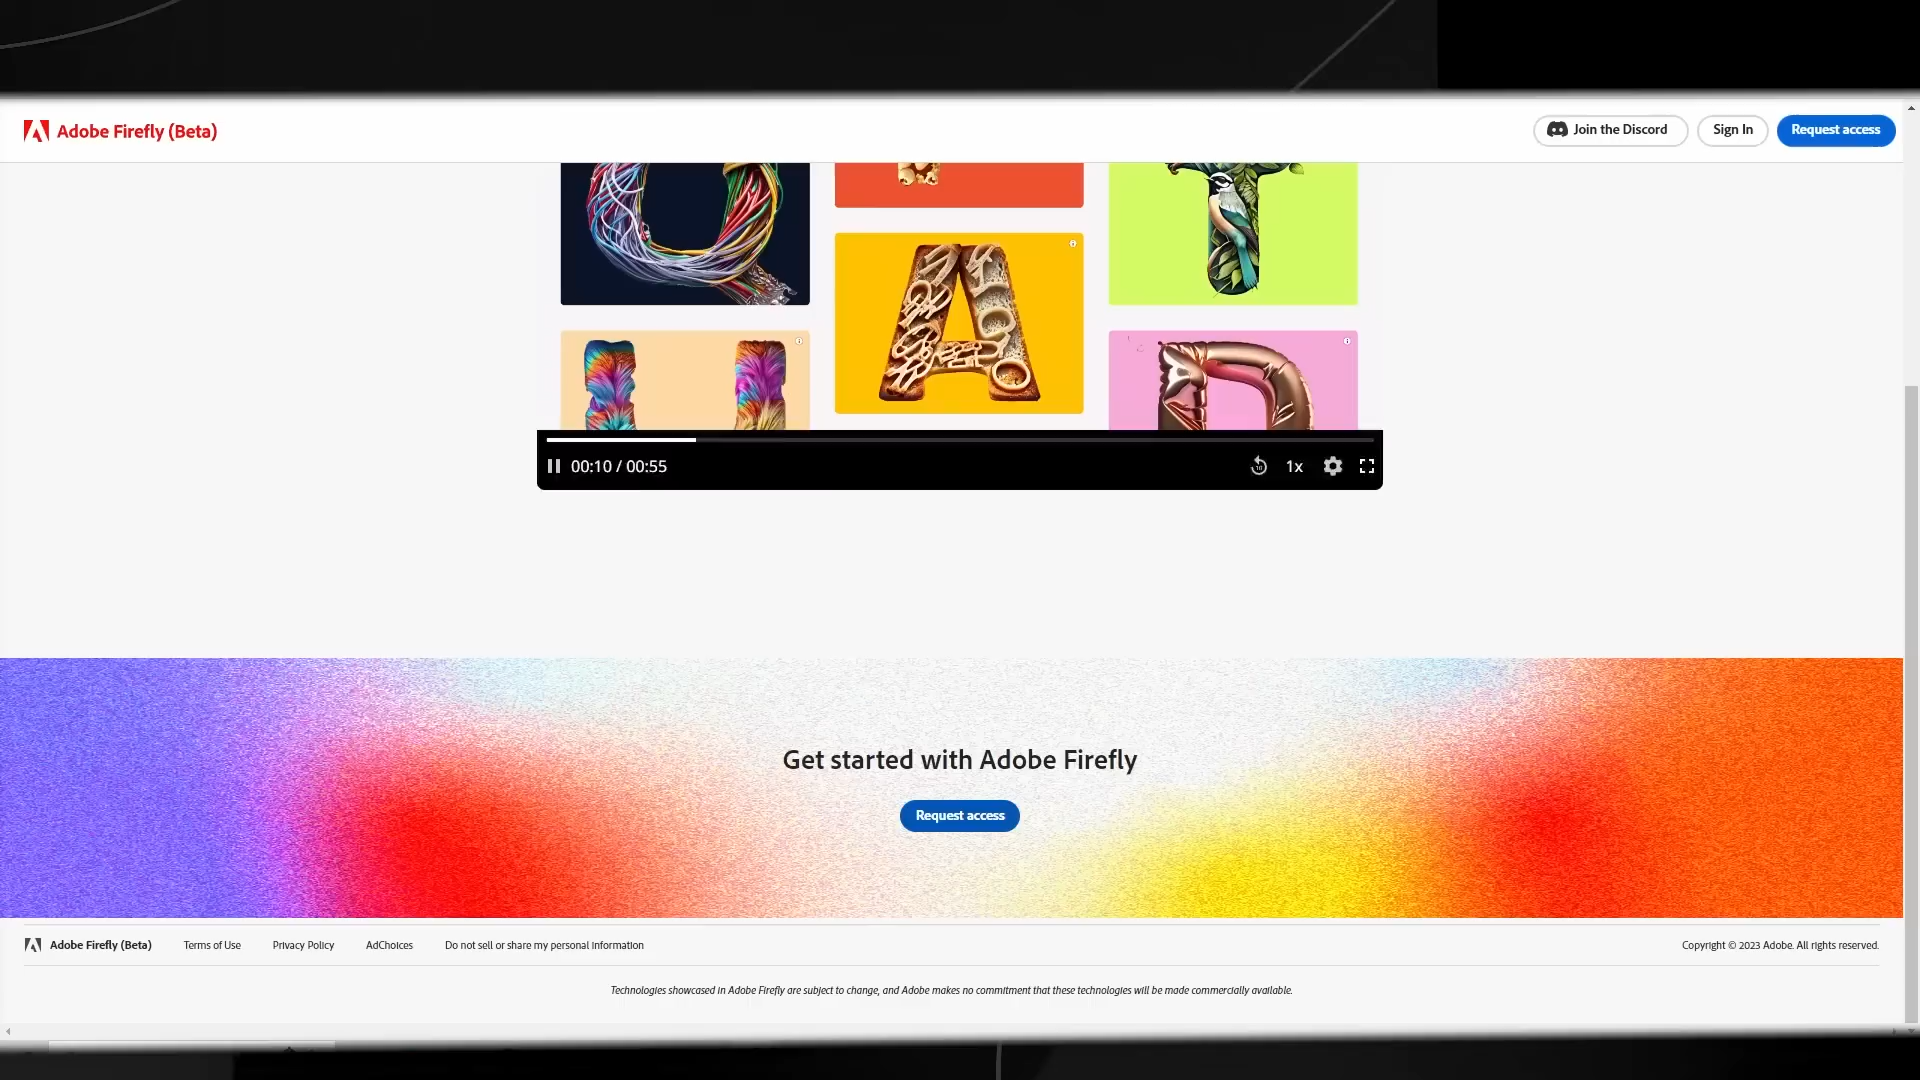 Adobe Firefly (Beta)
Join the Discord
Sign In
Request access
A
00:10 / 00:55
10
1x
Get started with Adobe Firefly
Request access
Adobe Firefly (Beta)
Terms of Use
Privacy Policy
AdChoices
Do not sell or share my personal information
Copyright © 2023 Adobe. All rights reserved.
Technologies showcased in Adobe Firefly are subject to change, and Adobe makes no commitment that these technologies will be made commercially available.